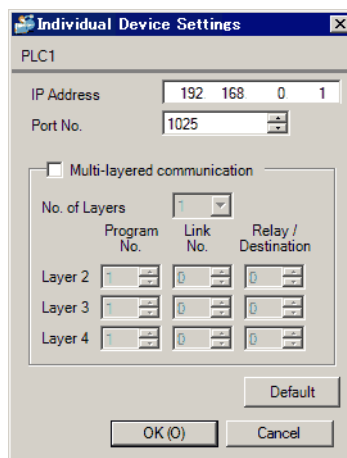 Individual Device Settings
PLC1
IP Address 192 168 0 1
Port No. 1025
Multi-layered communication
No. of Layers 1
Program No. Link No. Relay / Destination
Layer 2 1 0 0
Layer 3 1 0 0
Layer 4 1 0 0
Default
OK (O) Cancel